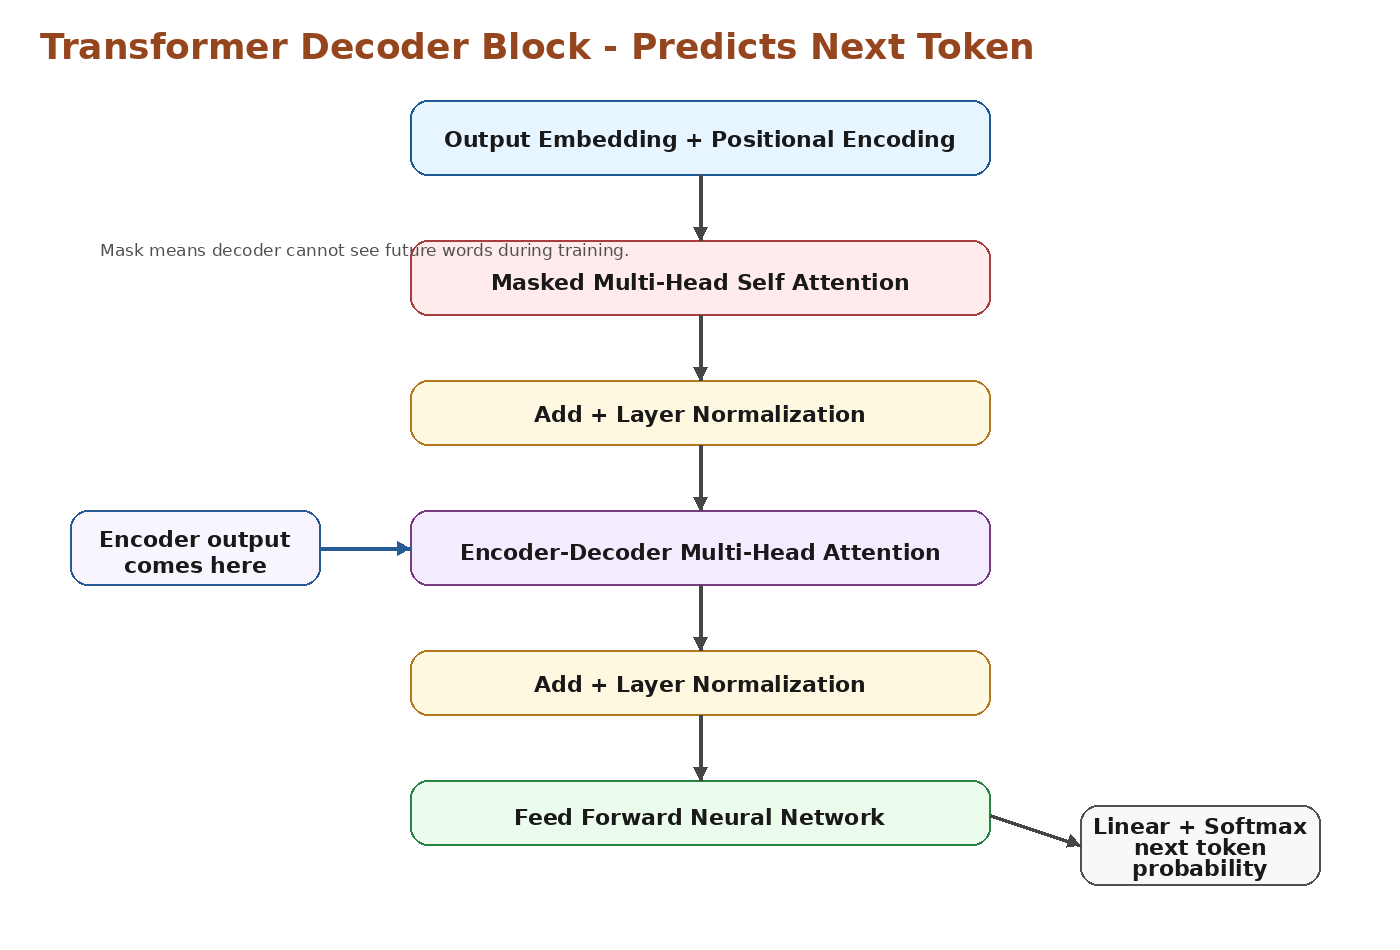 Transformer Decoder Block - Predicts Next Token
Output Embedding + Positional Encoding
Mask means decoder cannot see future words during training.
Masked Multi-Head Self Attention
Add + Layer Normalization
Encoder output
comes here
Encoder-Decoder Multi-Head Attention
Add + Layer Normalization
Feed Forward Neural Network
Linear + Softmax
next token
probability